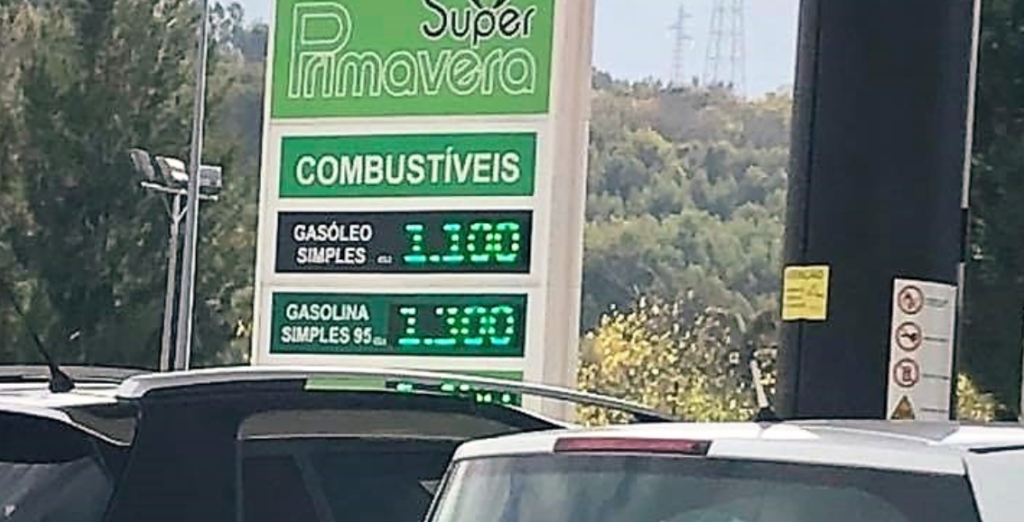 Super
Primavera
COMBUSTÍVEIS
GASÓLEO
SIMPLES
1.100
GASOLINA
SIMPLES 95
1.300